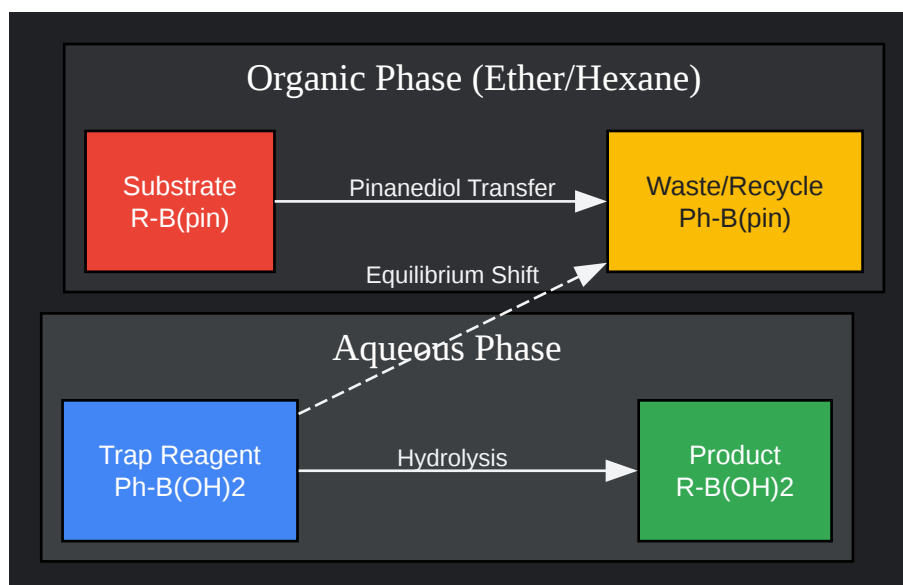 Organic Phase (Ether/Hexane)
Substrate
R-B(pin)
Pinanediol Transfer
Waste/Recycle
Ph-B(pin)
Equilibrium Shift
Aqueous Phase
Trap Reagent
Ph-B(OH)2
Hydrolysis
Product
R-B(OH)2